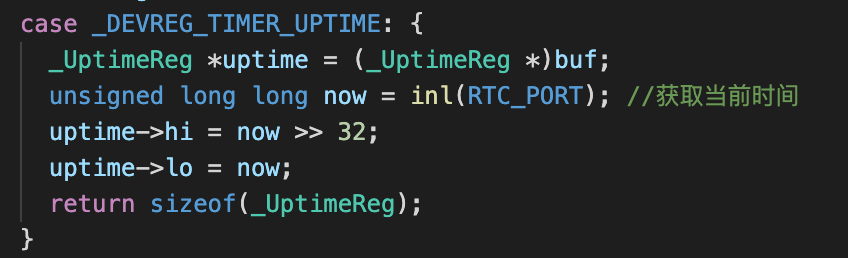 case _DEVREG_TIMER_UPTIME: {
_UptimeReg *uptime = (_UptimeReg *)buf;
unsigned long long now = inl(RTC_PORT); //获取当前时间
uptime->hi = now >> 32;
uptime->lo = now;
return sizeof(_UptimeReg);
}